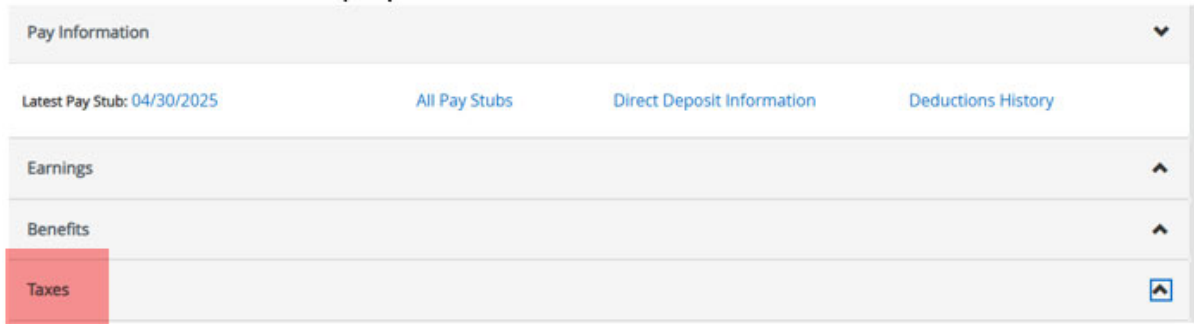 Pay Information
Latest Pay Stub: 04/30/2025 All Pay Stubs Direct Deposit Information Deductions History
Earnings
Benefits
Taxes